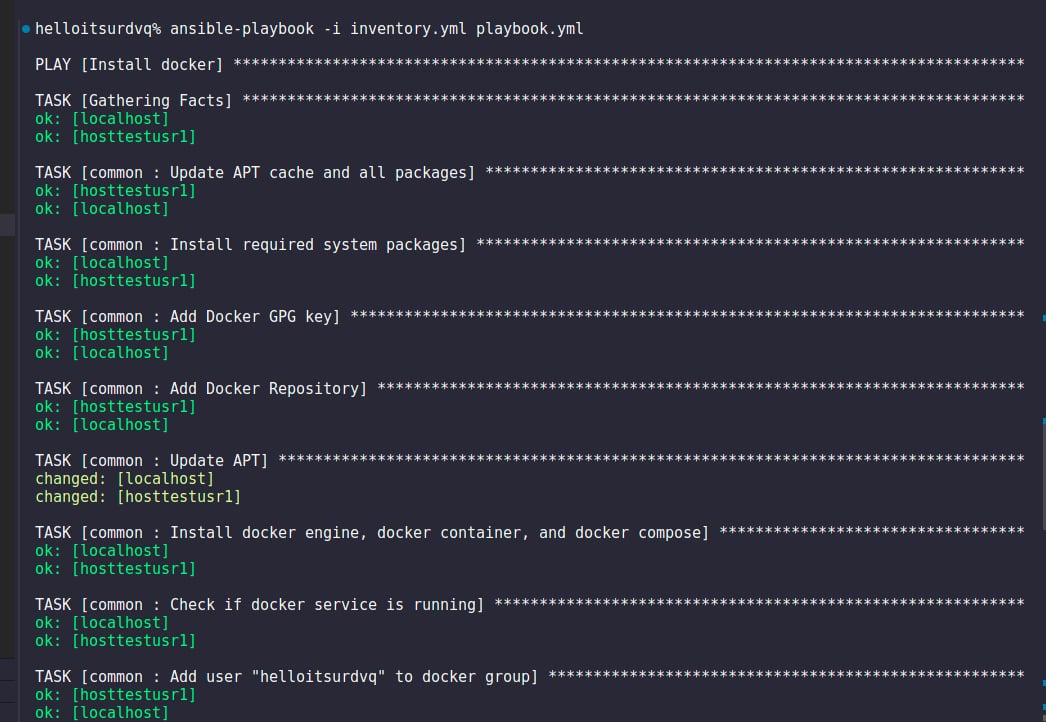 helloitsurdvq% ansible-playbook -i inventory.yml playbook.yml
PLAY [Install docker] ****************************************************************************************
TASK [Gathering Facts] ***************************************************************************************
ok: [localhost]
ok: [hosttestusr1]
TASK [common : Update APT cache and all packages] ************************************************************
ok: [hosttestusr1]
ok: [localhost]
TASK [common : Install required system packages] *************************************************************
ok: [localhost]
ok: [hosttestusr1]
TASK [common : Add Docker GPG key] ***************************************************************************
ok: [hosttestusr1]
ok: [localhost]
TASK [common : Add Docker Repository] ************************************************************************
ok: [hosttestusr1]
ok: [localhost]
TASK [common : Update APT] ***********************************************************************************
changed: [localhost]
changed: [hosttestusr1]
TASK [common : Install docker engine, docker container, and docker compose] **********************************
ok: [localhost]
ok: [hosttestusr1]
TASK [common : Check if docker service is running] ***********************************************************
ok: [localhost]
ok: [hosttestusr1]
TASK [common : Add user "helloitsurdvq" to docker group] *****************************************************
ok: [hosttestusr1]
ok: [localhost]